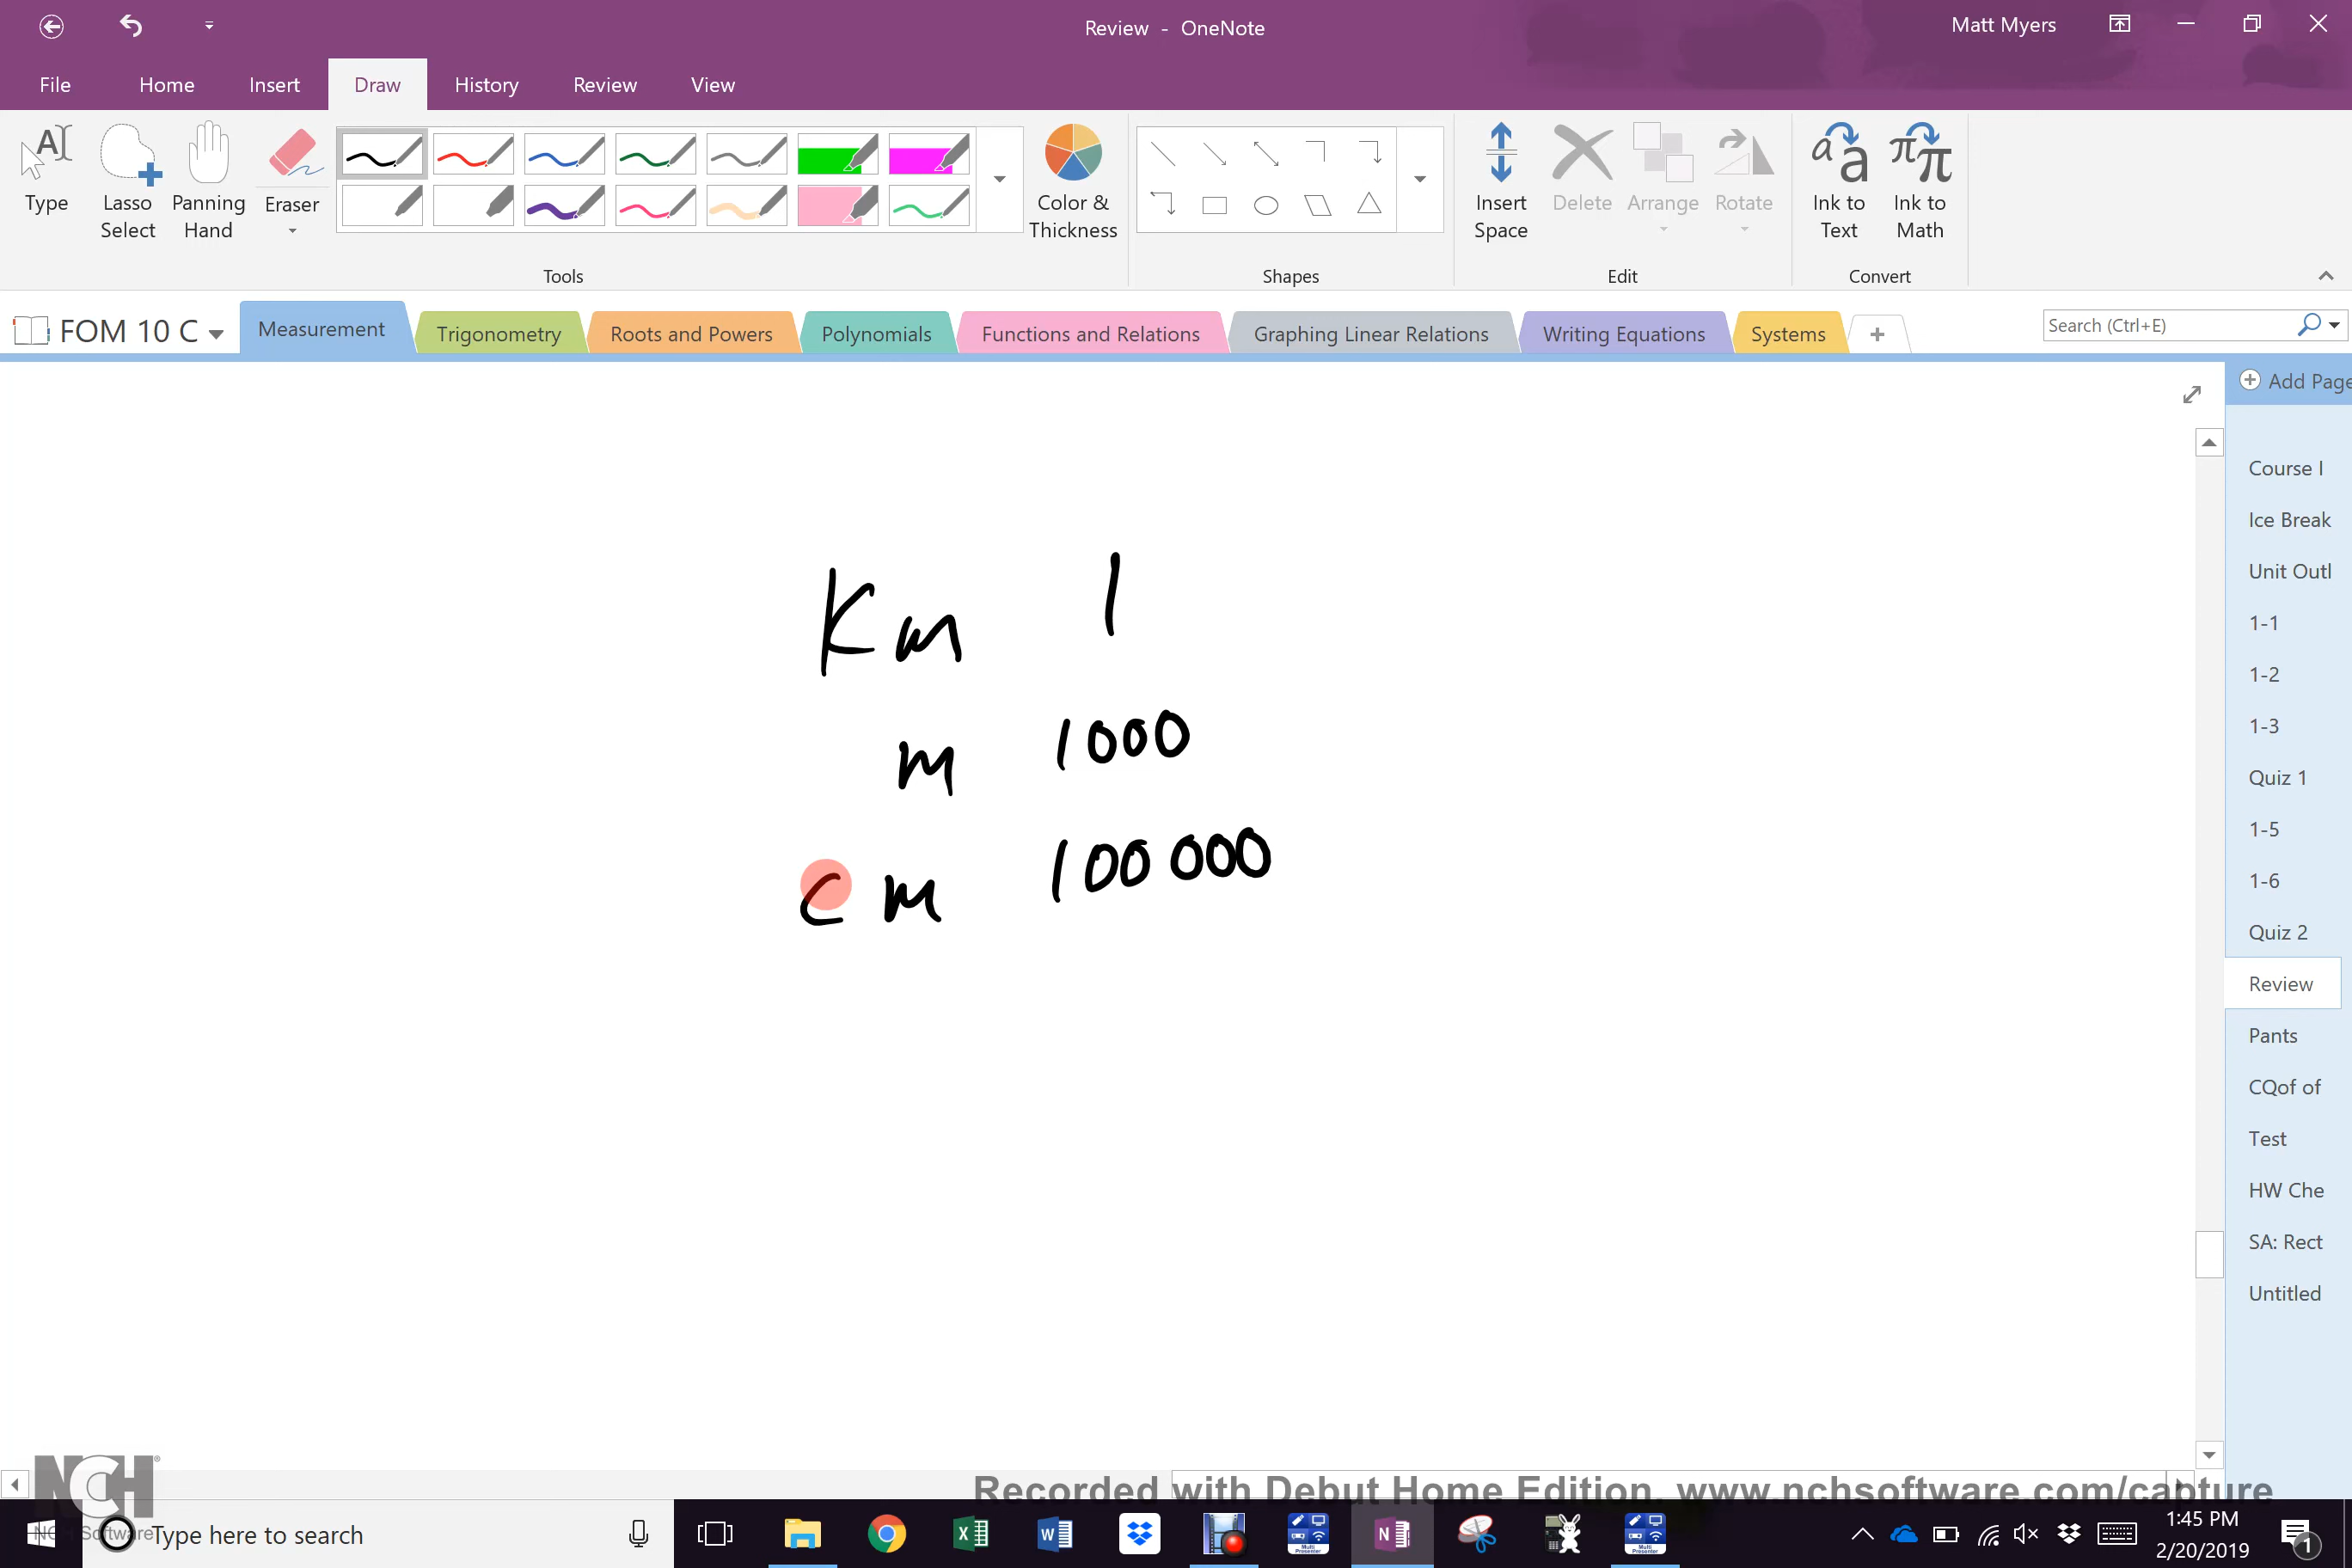 Review - OneNote
Matt Myers
File Home Insert Draw History Review View
Type
Lasso Select
Panning Hand
Eraser
Color & Thickness
Insert Space
Delete
Arrange
Rotate
Ink to Text
Ink to Math
Tools Shapes Edit Convert
FOM 10 C Measurement Trigonometry Roots and Powers Polynomials Functions and Relations Graphing Linear Relations Writing Equations Systems
Search (Ctrl+E)
Add Page
Course I
Ice Break
Unit Outl
1-1
1-2
1-3
Quiz 1
1-5
1-6
Quiz 2
Review
Pants
CQof of
Test
HW Che
SA: Rect
Untitled
Km 1
m 1000
cm 100 000
NCH
NCH Software
Recorded with Debut Home Edition. www.nchsoftware.com/capture
Type here to search
1:45 PM
2/20/2019
1